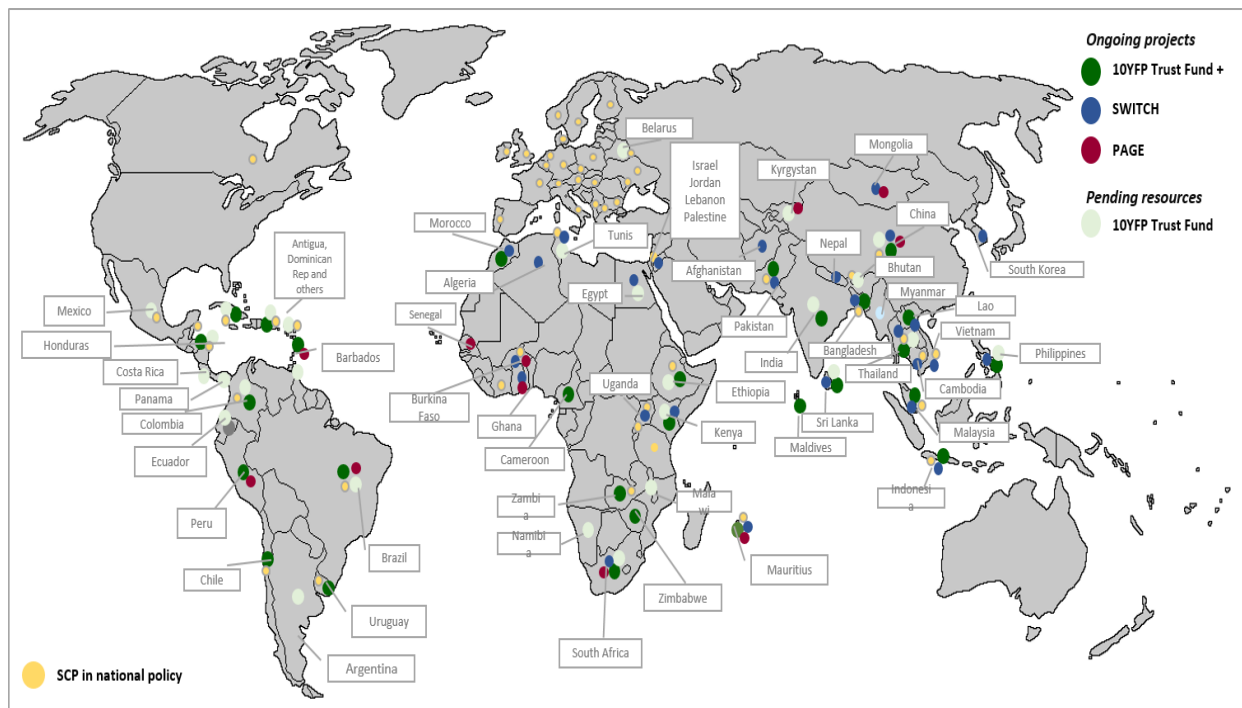 Ongoing projects
10YFP Trust Fund +
SWITCH
PAGE
Pending resources
10YFP Trust Fund
Belarus
Israel
Jordan
Lebanon
Palestine
Mongolia
Kyrgystan
China
Morocco
Tunis
Nepal
Antigua,
Dominican
Rep and
others
Algeria
Afghanistan
Bhutan
South Korea
Egypt
Myanmar
Mexico
Senegal
Lao
Pakistan
Vietnam
Honduras
Barbados
India
Bangladesh
Philippines
Costa Rica
Thailand
Panama
Burkina
Faso
Uganda
Ethiopia
Cambodia
Colombia
Ghana
Sri Lanka
Kenya
Malaysia
Maldives
Ecuador
Cameroon
Indonesi
a
Zambi
a
Mala
wi
Peru
Namibi
a
Brazil
Mauritius
Chile
Zimbabwe
Uruguay
South Africa
Argentina
SCP in national policy